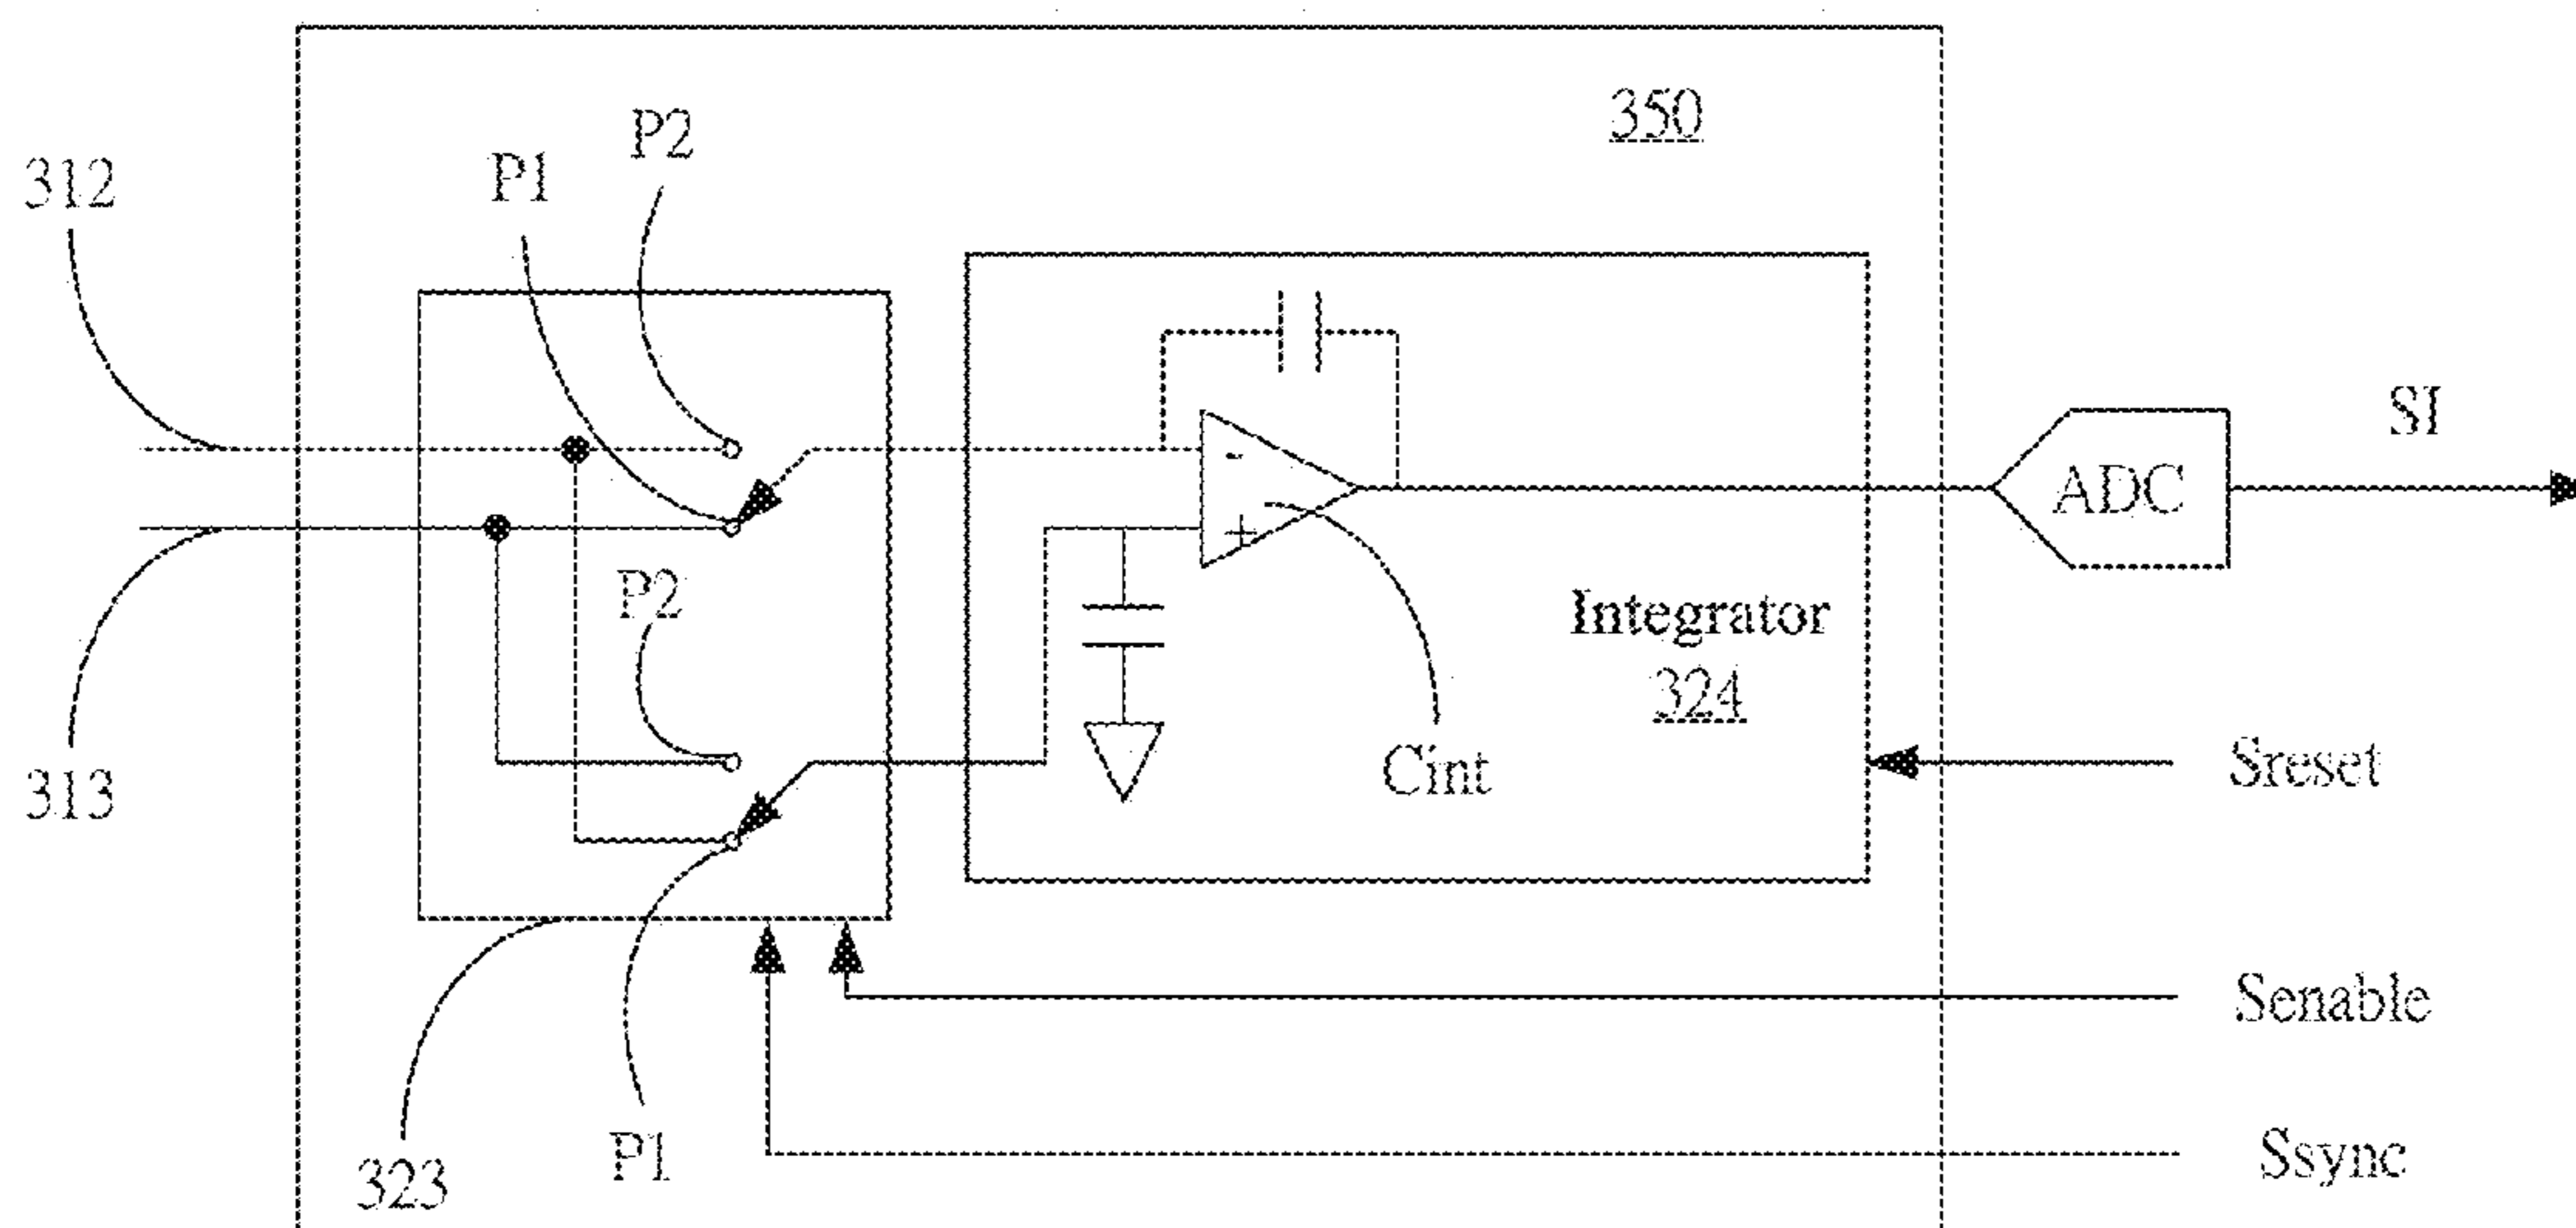 350
P2
P1
312
SI
-
ADC
+
P2
Integrator
324
Cint
Sreset
313
Senable
P1
Ssync
323